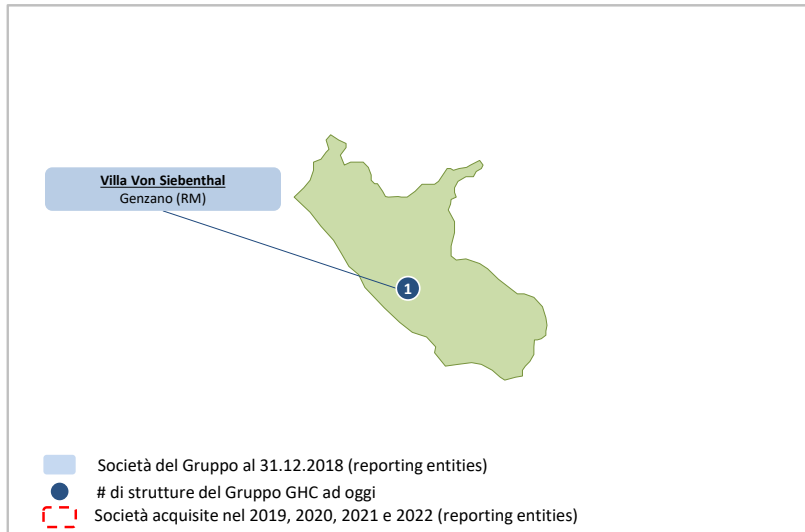 Villa Von Siebenthal
Genzano (RM)
1
Società del Gruppo al 31.12.2018 (reporting entities)
# di strutture del Gruppo GHC ad oggi
Società acquisite nel 2019, 2020, 2021 e 2022 (reporting entities)